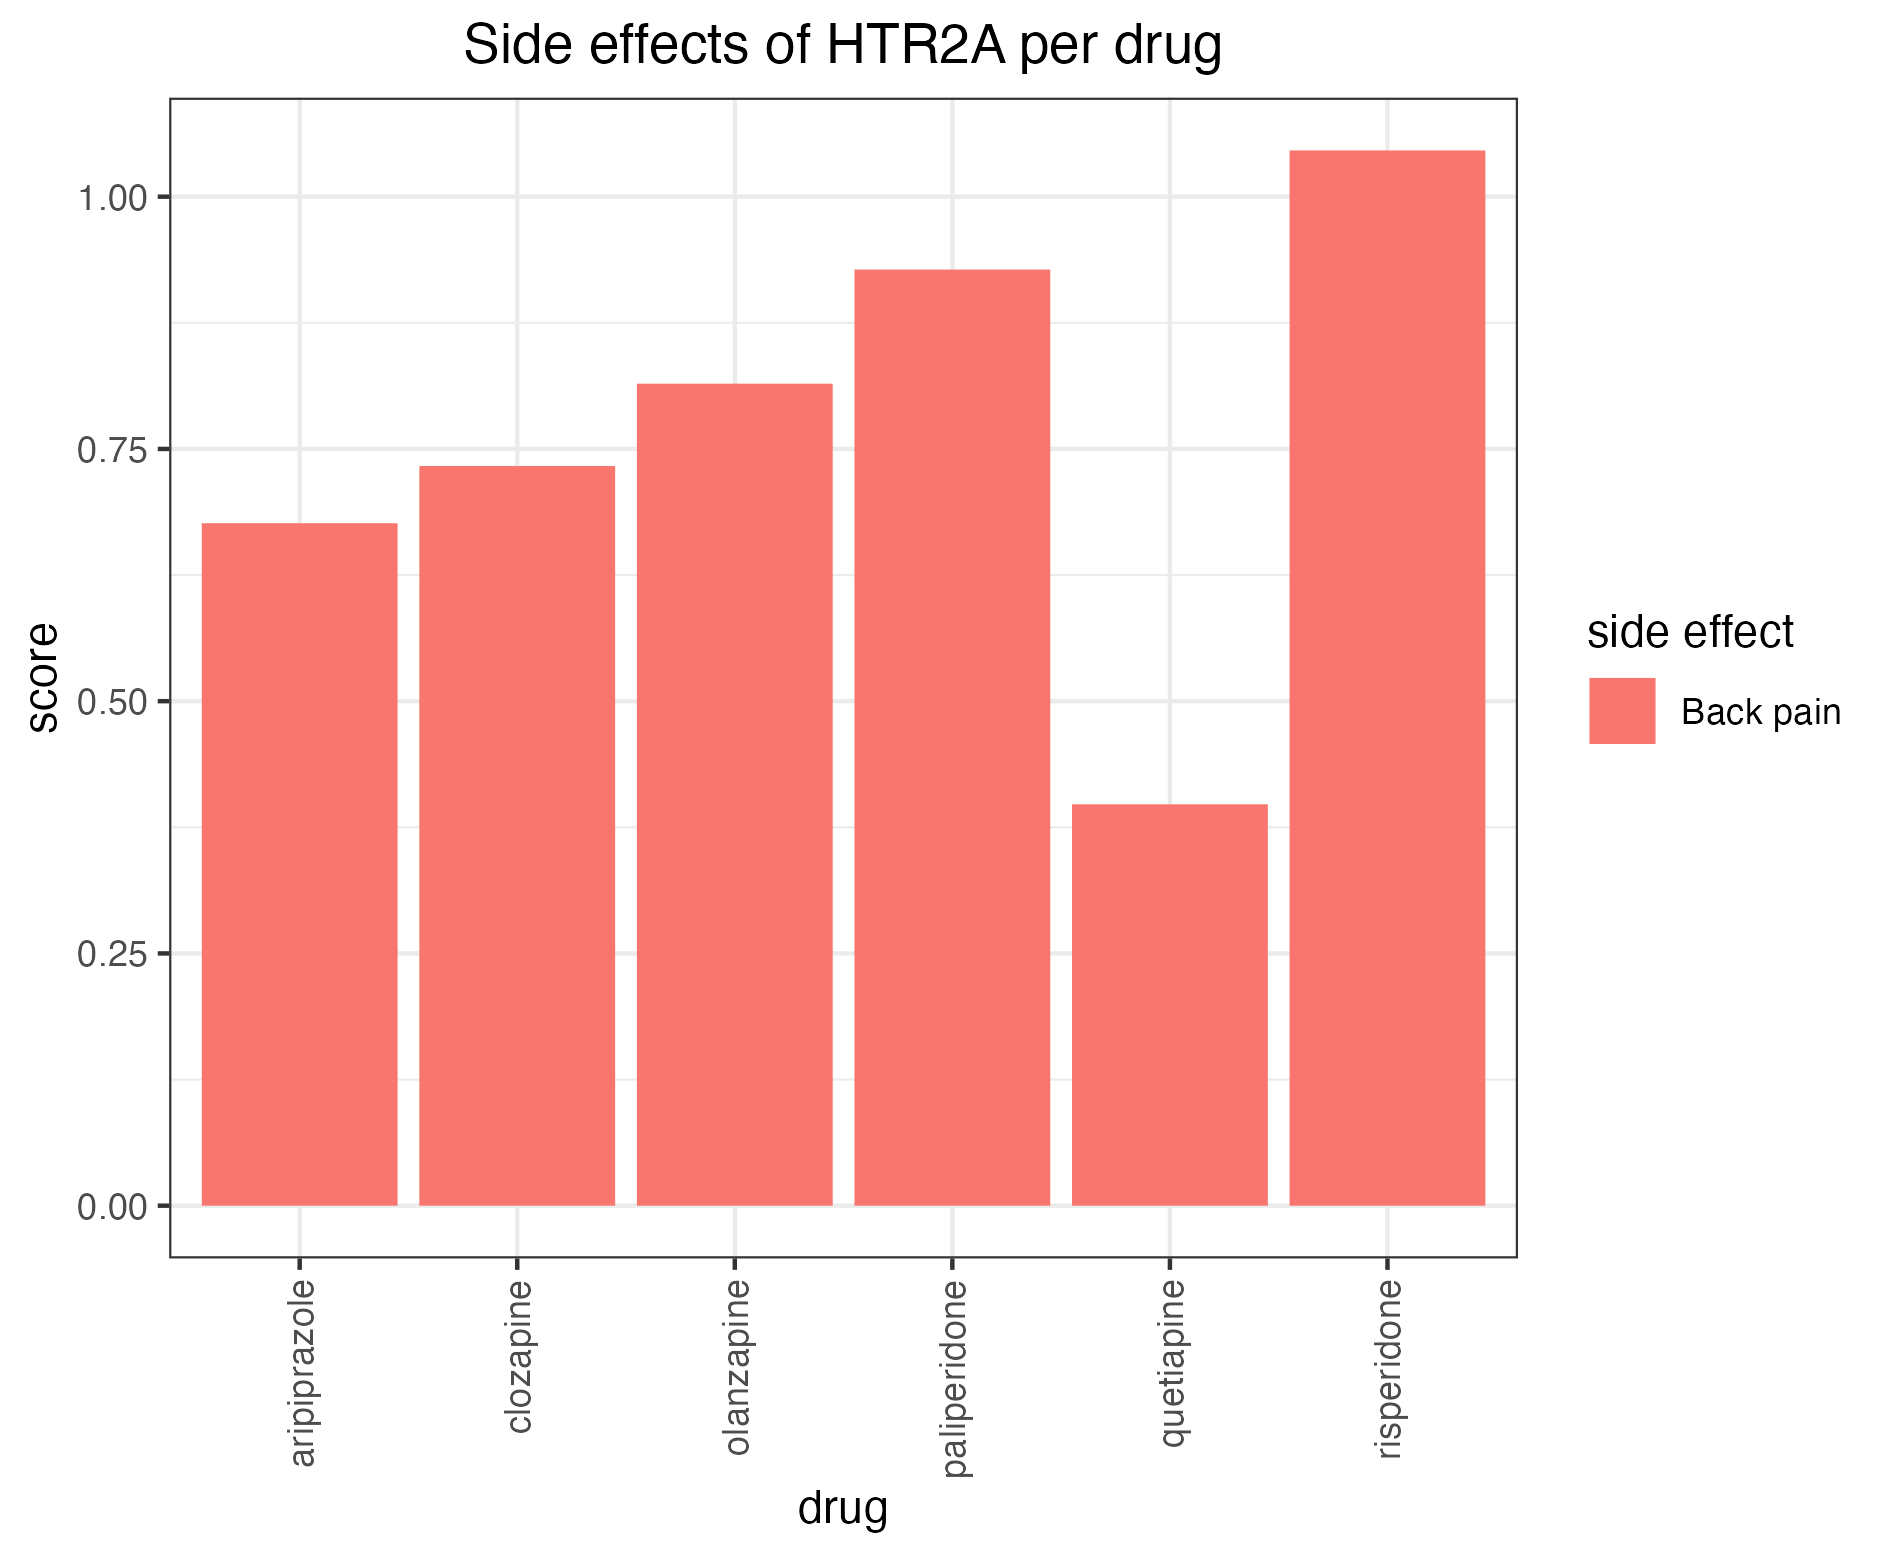 Side effects of HTR2A per drug
score
1.00
0.75
0.50
0.25
0.00
aripiprazole
clozapine
olanzapine
paliperidone
quetiapine
risperidone
drug
side effect
Back pain